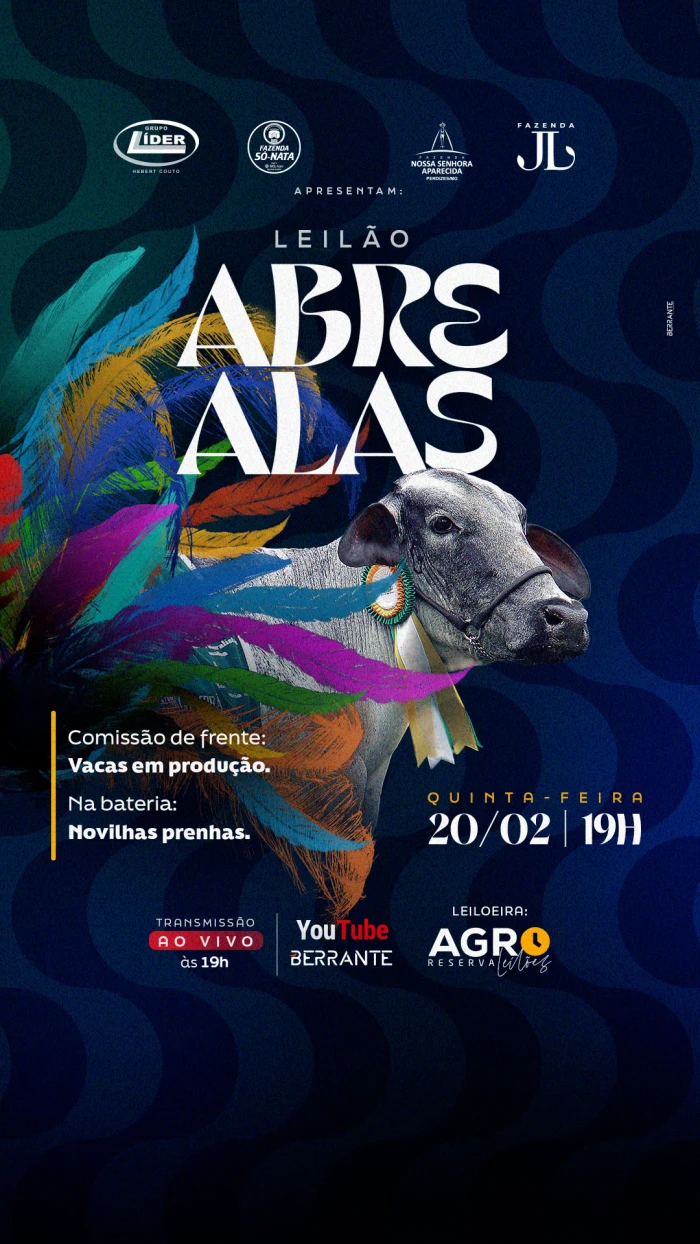 GRUPO
LÍDER
HEBERT COUTO
FAZENDA
SÓ-NATA
FAZENDA
NOSSA SENHORA
APARECIDA
PERDIZES/MG
FAZENDA
JL
APRESENTAM:
LEILÃO
ABRE
ALAS
BERRANTE
Comissão de frente:
Vacas em produção.
Na bateria:
Novilhas prenhas.
QUINTA-FEIRA
20/02 | 19H
TRANSMISSÃO
AO VIVO
às 19h
YouTube
BERRANTE
LEILOEIRA:
AGRO
RESERVA Leilões